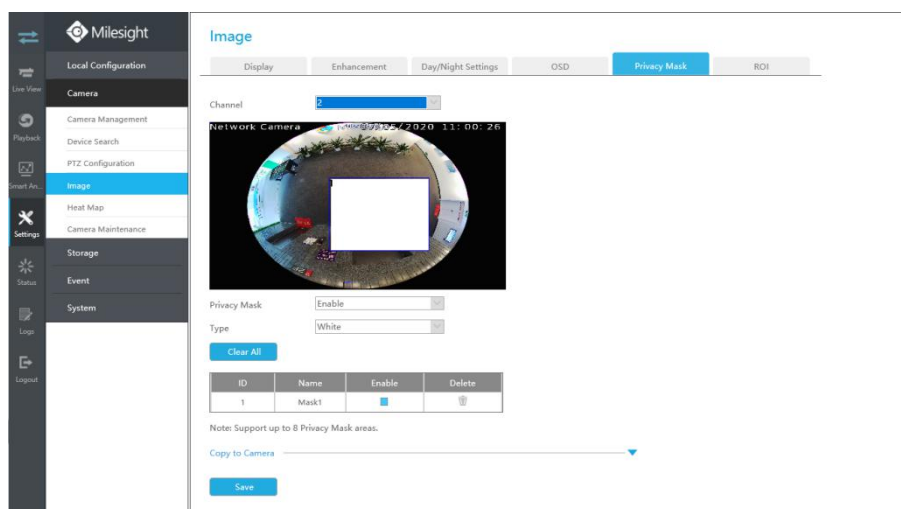 Milesight
Live View
Playback
Smart An...
Settings
Status
Logs
Logout
Local Configuration
Camera
Camera Management
Device Search
PTZ Configuration
Image
Heat Map
Camera Maintenance
Storage
Event
System
Image
Display Enhancement Day/Night Settings OSD Privacy Mask ROI
Channel 2
Network Camera 07/05/2020 11:00:26
Privacy Mask Enable
Type White
Clear All
ID Name Enable Delete
1 Mask1
Note: Support up to 8 Privacy Mask areas.
Copy to Camera
Save